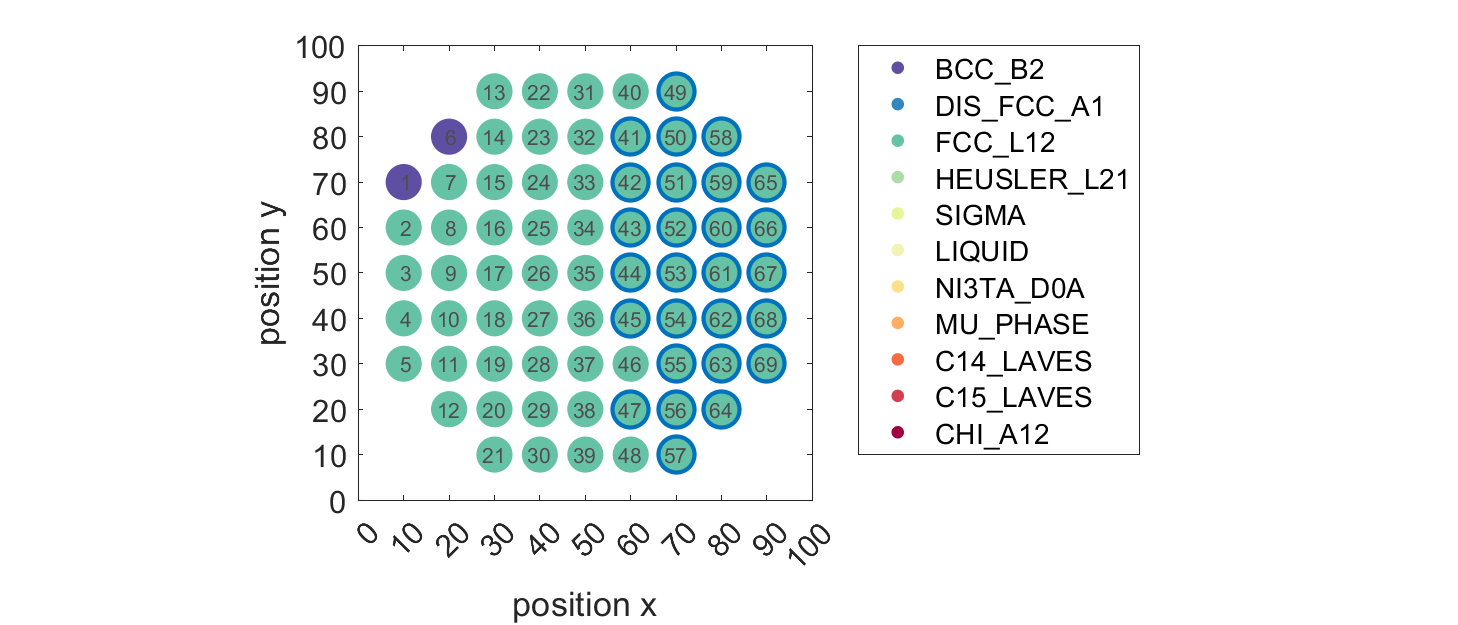 100
90
80
70
60
50
40
30
20
10
0
13 22 31 40 49
6 14 23 32 41 50 58
1 7 15 24 33 42 51 59 65
2 8 16 25 34 43 52 60 66
3 9 17 26 35 44 53 61 67
4 10 18 27 36 45 54 62 68
5 11 19 28 37 46 55 63 69
12 20 29 38 47 56 64
21 30 39 48 57
0 10 20 30 40 50 60 70 80 90 100
position x
position y
BCC_B2
DIS_FCC_A1
FCC_L12
HEUSLER_L21
SIGMA
LIQUID
NI3TA_D0A
MU_PHASE
C14_LAVES
C15_LAVES
CHI_A12